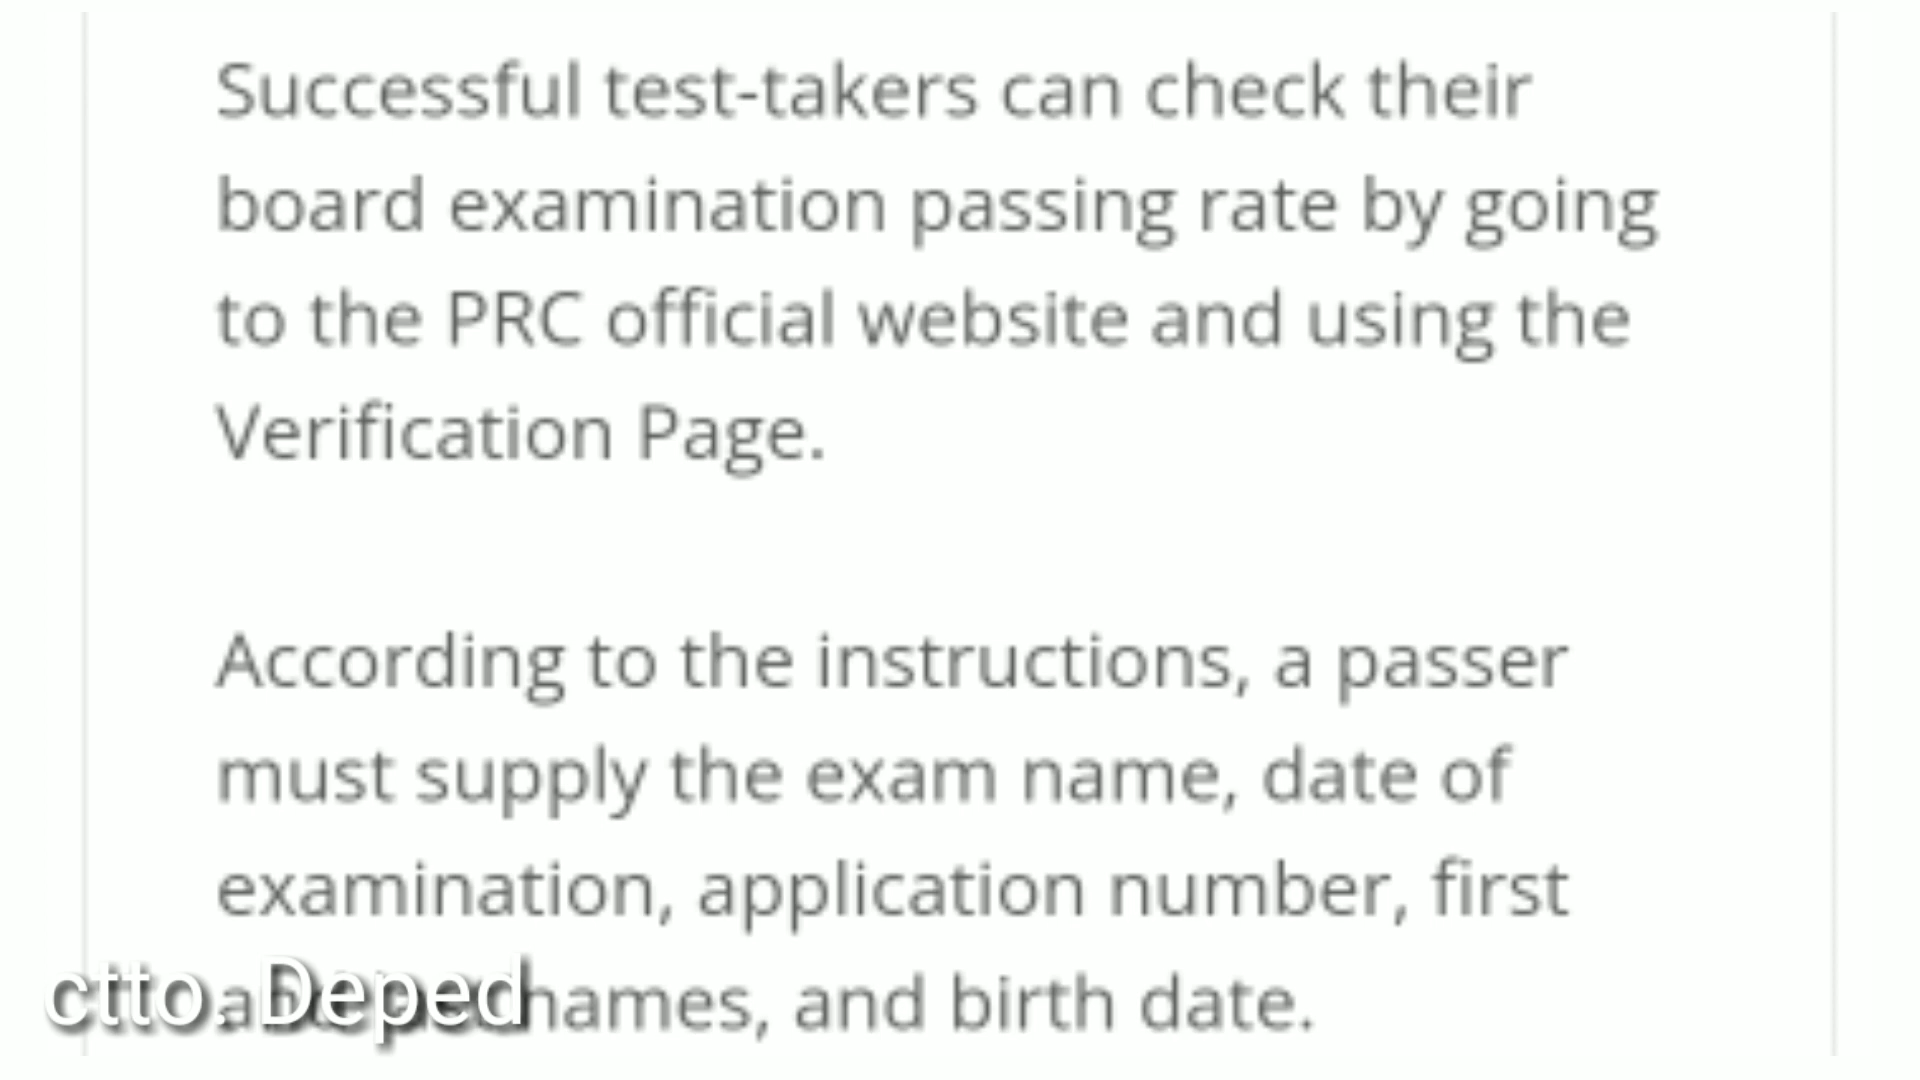 Successful test-takers can check their
board examination passing rate by going
to the PRC official website and using the
Verification Page.
According to the instructions, a passer
must supply the exam name, date of
examination, application number, first
names, and birth date.
ctto. Deped